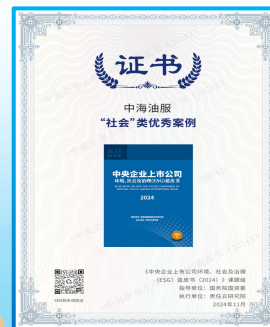 证书
中海油服
“社会”类优秀案例
中央企业上市公司
环境、社会及治理(ESG)蓝皮书
2024
《中央企业上市公司环境、社会及治理
(ESG)蓝皮书(2024)》课题组
指导单位:国务院国资委
执行单位:责任云研究院
2024年11月